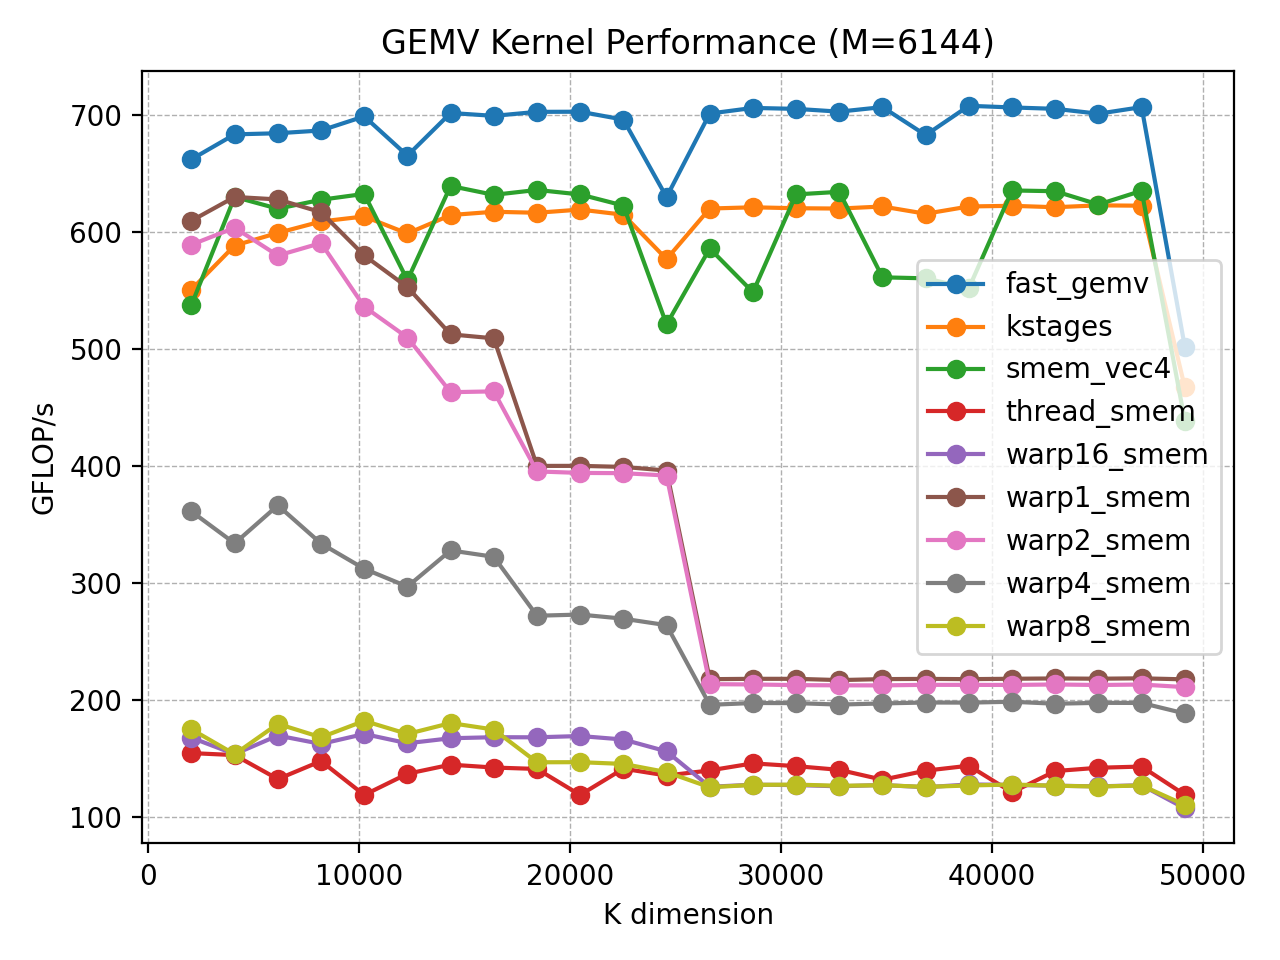 GEMV Kernel Performance (M=6144)
GFLOP/s
700
600
500
400
300
200
100
fast_gemv
kstages
smem_vec4
thread_smem
warp16_smem
warp1_smem
warp2_smem
warp4_smem
warp8_smem
0
10000
20000
30000
40000
50000
K dimension